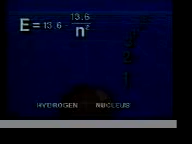 E = 13.6 13.6/n²
HYDROGEN NUCLEUS